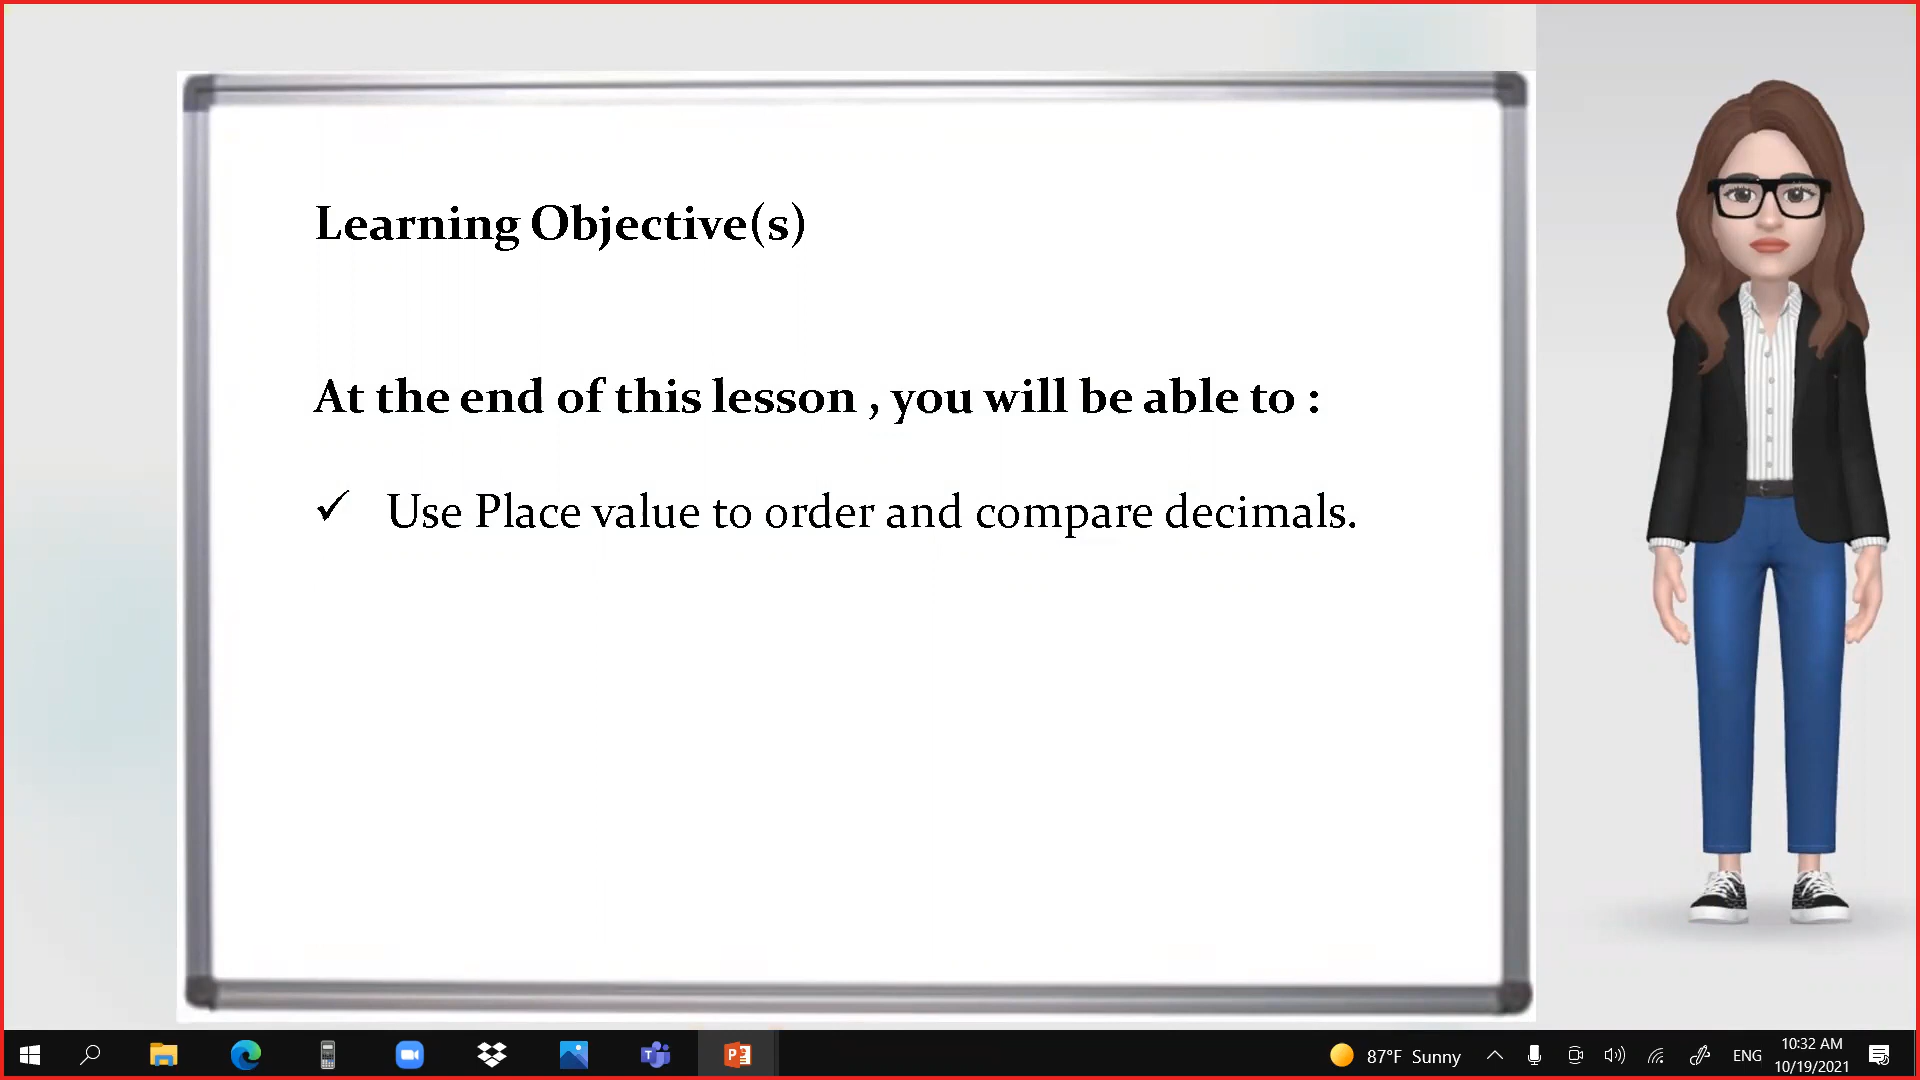 Learning Objective(s)
At the end of this lesson , you will be able to :
✓ Use Place value to order and compare decimals.
87°F Sunny
ENG
10:32 AM
10/19/2021